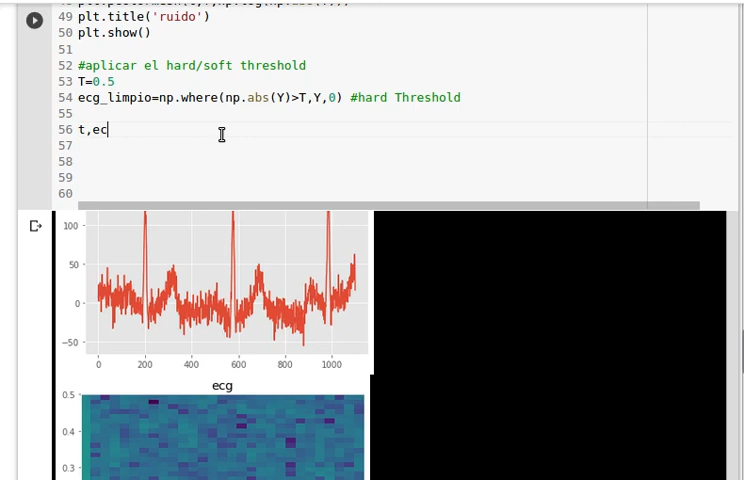 49 plt.title('ruido')
50 plt.show()
51
52 #aplicar el hard/soft threshold
53 T=0.5
54 ecg_limpio=np.where(np.abs(Y)>T,Y,0) #hard Threshold
55
56 t,ec
57
58
59
60
100
50
0
−50
0 200 400 600 800 1000
ecg
0.5
0.4
0.3